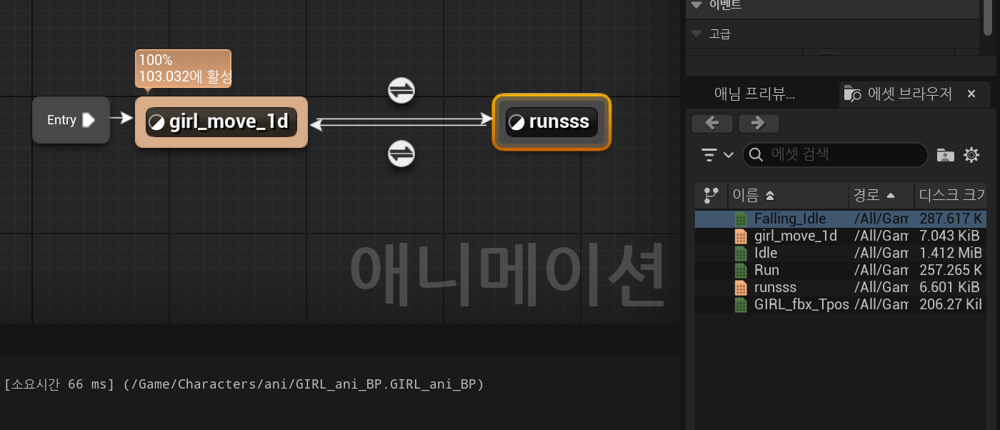 이벤트
고급
100%
103.032에 활성
Entry
girl_move_1d
runsss
애니메이션
[소요시간 66 ms] (/Game/Characters/ani/GIRL_ani_BP.GIRL_ani_BP)
애님 프리뷰...
에셋 브라우저
에셋 검색
이름 경로 디스크 크기
Falling_Idle /All/Gam 287.617 K
girl_move_1d /All/Gam 7.043 KiB
Idle /All/Gam 1.412 MiB
Run /All/Gam 257.265 K
runsss /All/Gam 6.601 KiB
GIRL_fbx_Tpos /All/Gam 206.27 KiB